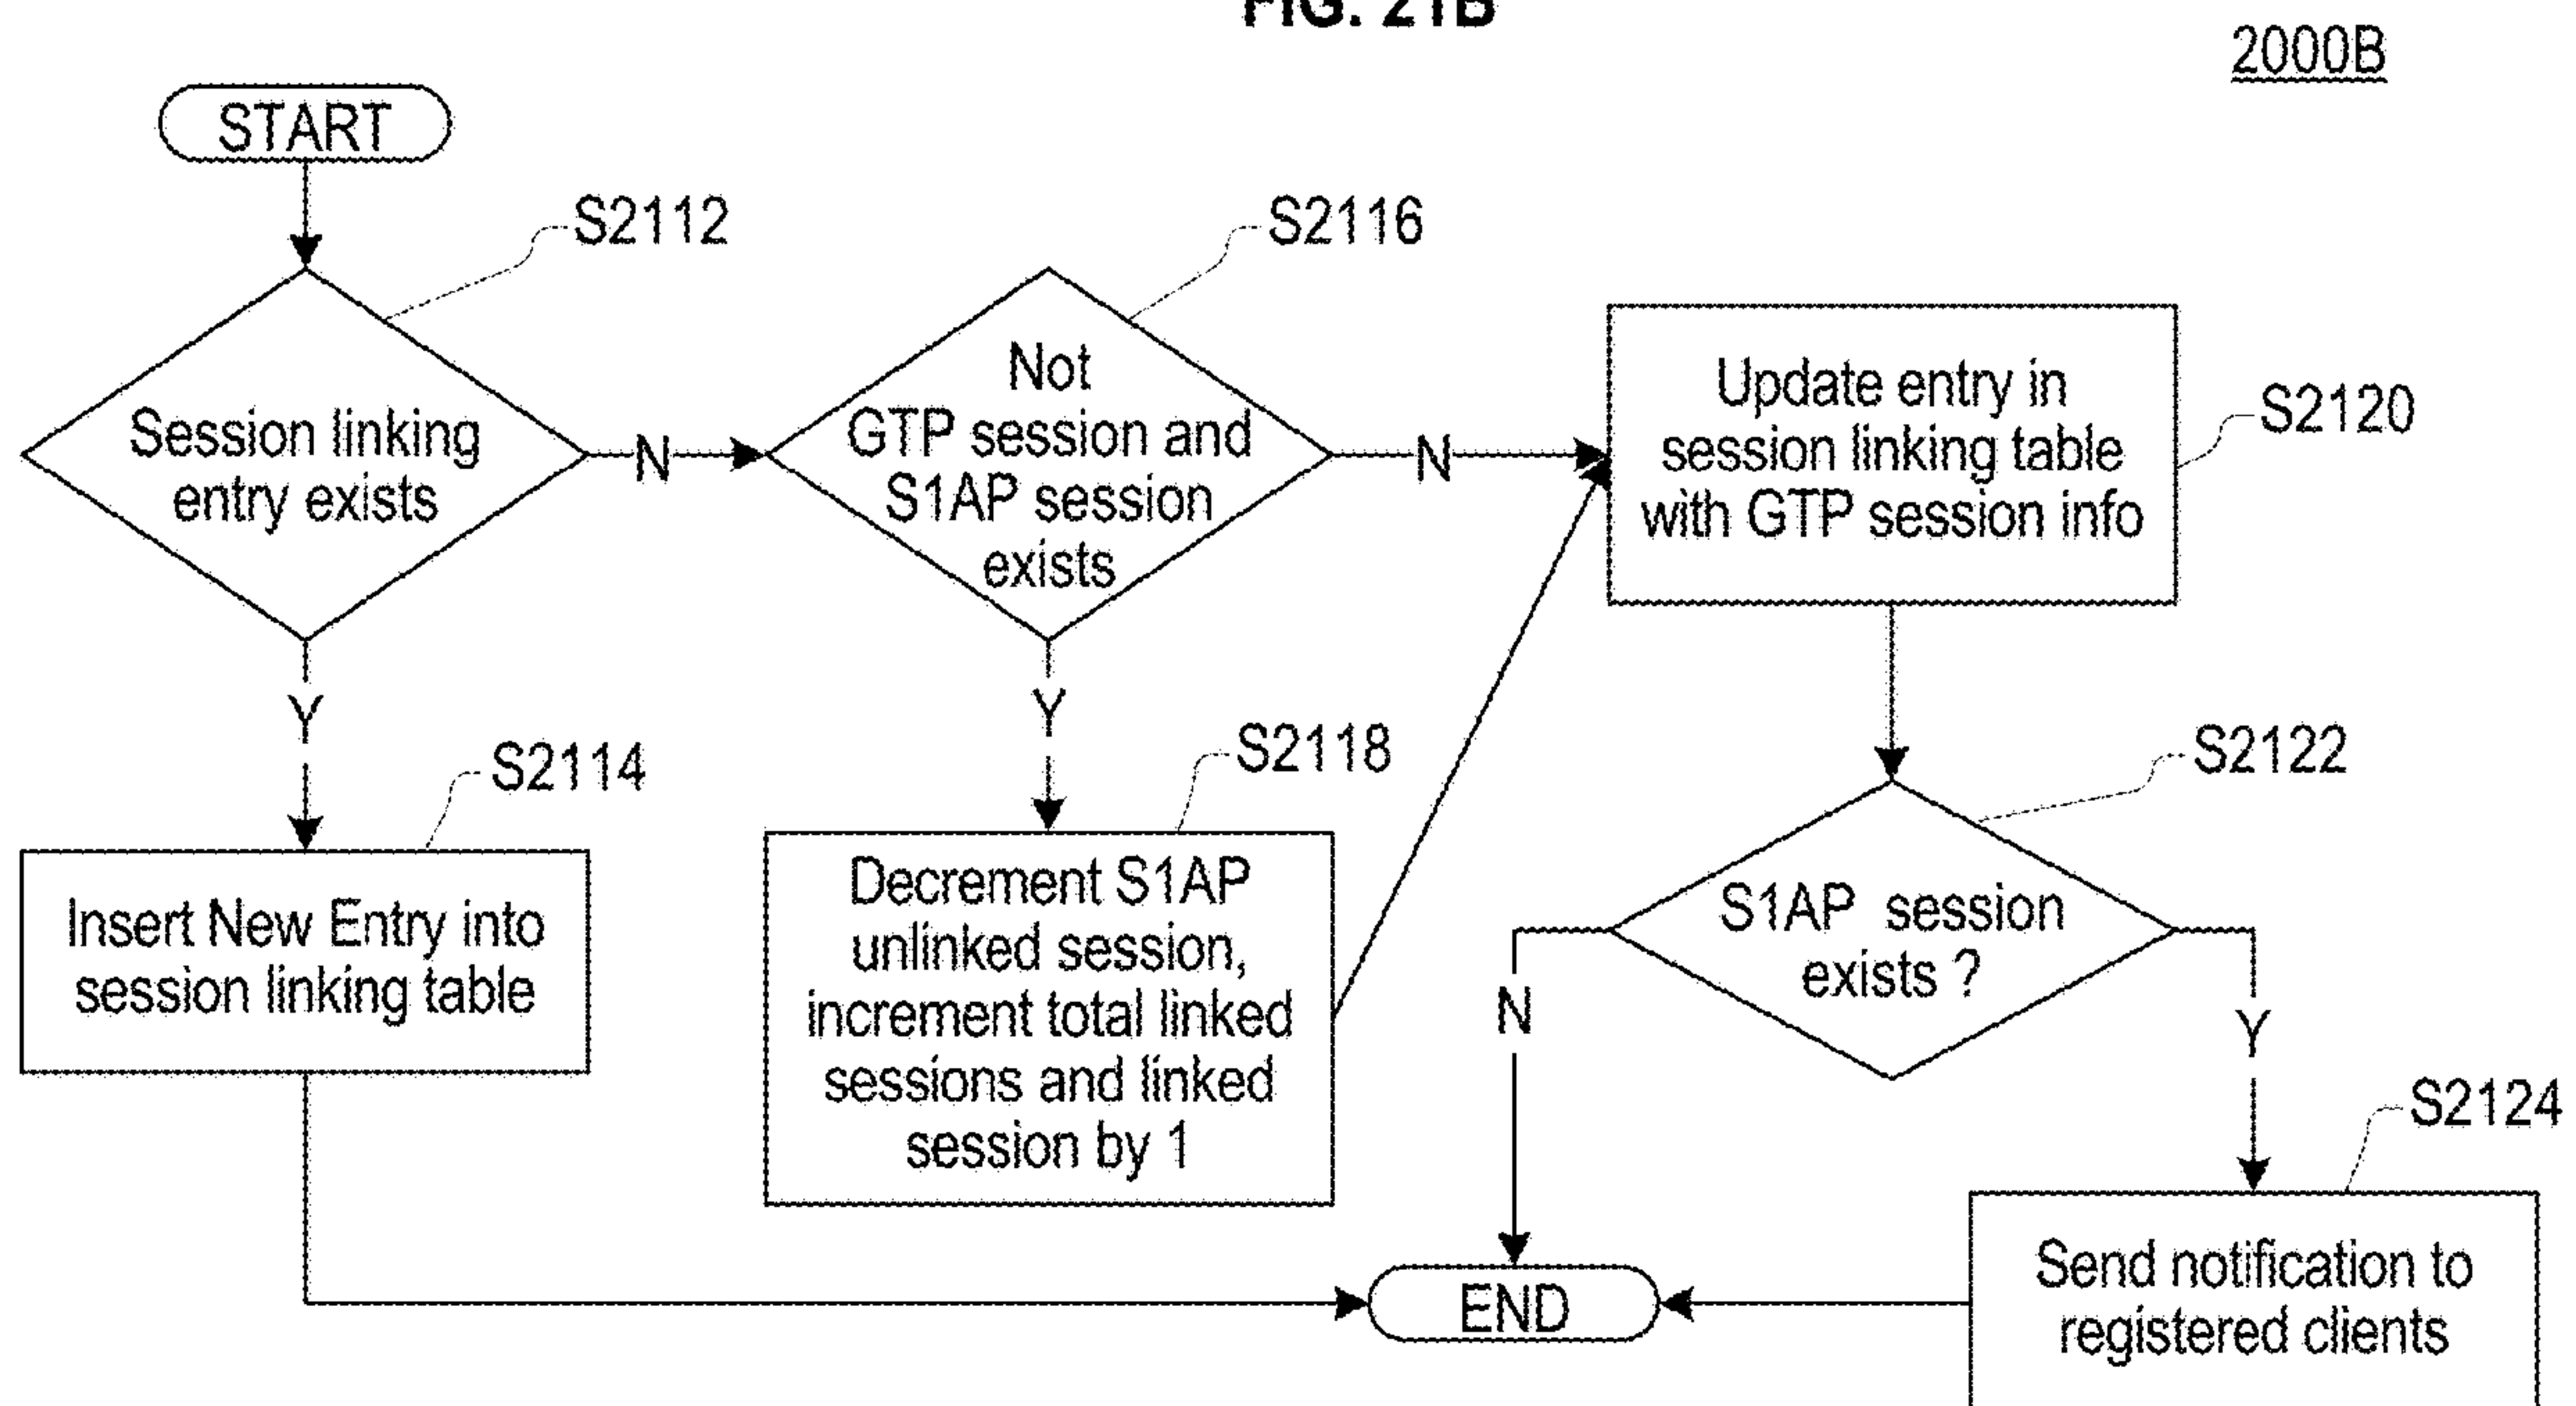 FIG. 21B
2000B
START
S2112
S2116
Session linking
entry exists
N
Not
GTP session and
S1AP session
exists
N
Update entry in
session linking table
with GTP session info
S2120
Y
S2114
Y
S2118
S2122
Insert New Entry into
session linking table
Decrement S1AP
unlinked session,
increment total linked
sessions and linked
session by 1
S1AP session
exists ?
N
Y
S2124
END
Send notification to
registered clients